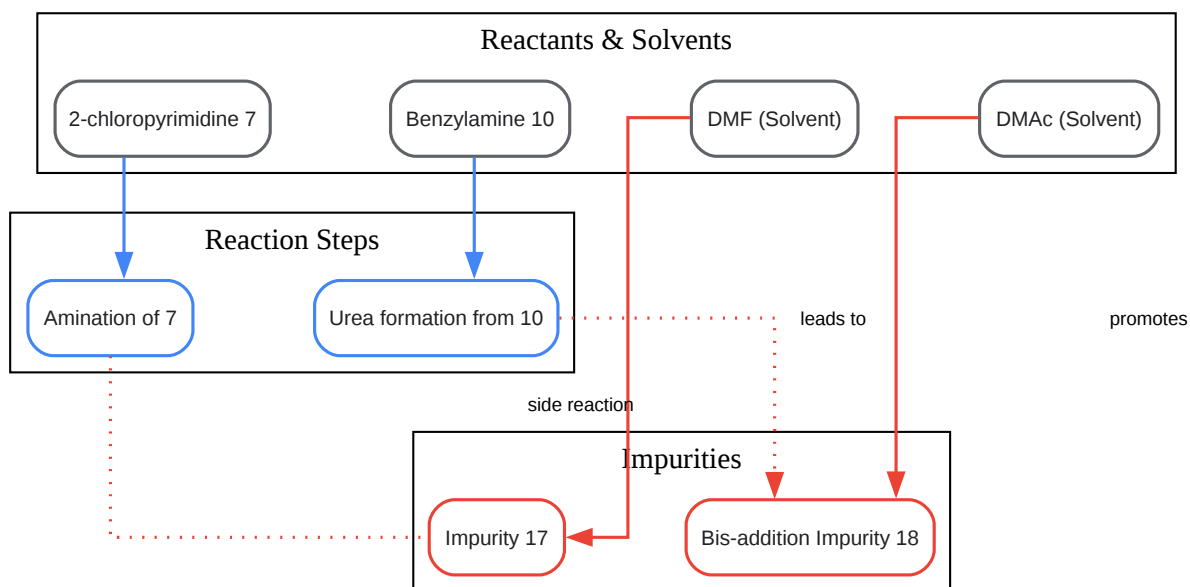 Reactants & Solvents
2-chloropyrimidine 7
Benzylamine 10
DMF (Solvent)
DMAc (Solvent)
Reaction Steps
Amination of 7
Urea formation from 10
leads to
promotes
side reaction
Impurities
Impurity 17
Bis-addition Impurity 18